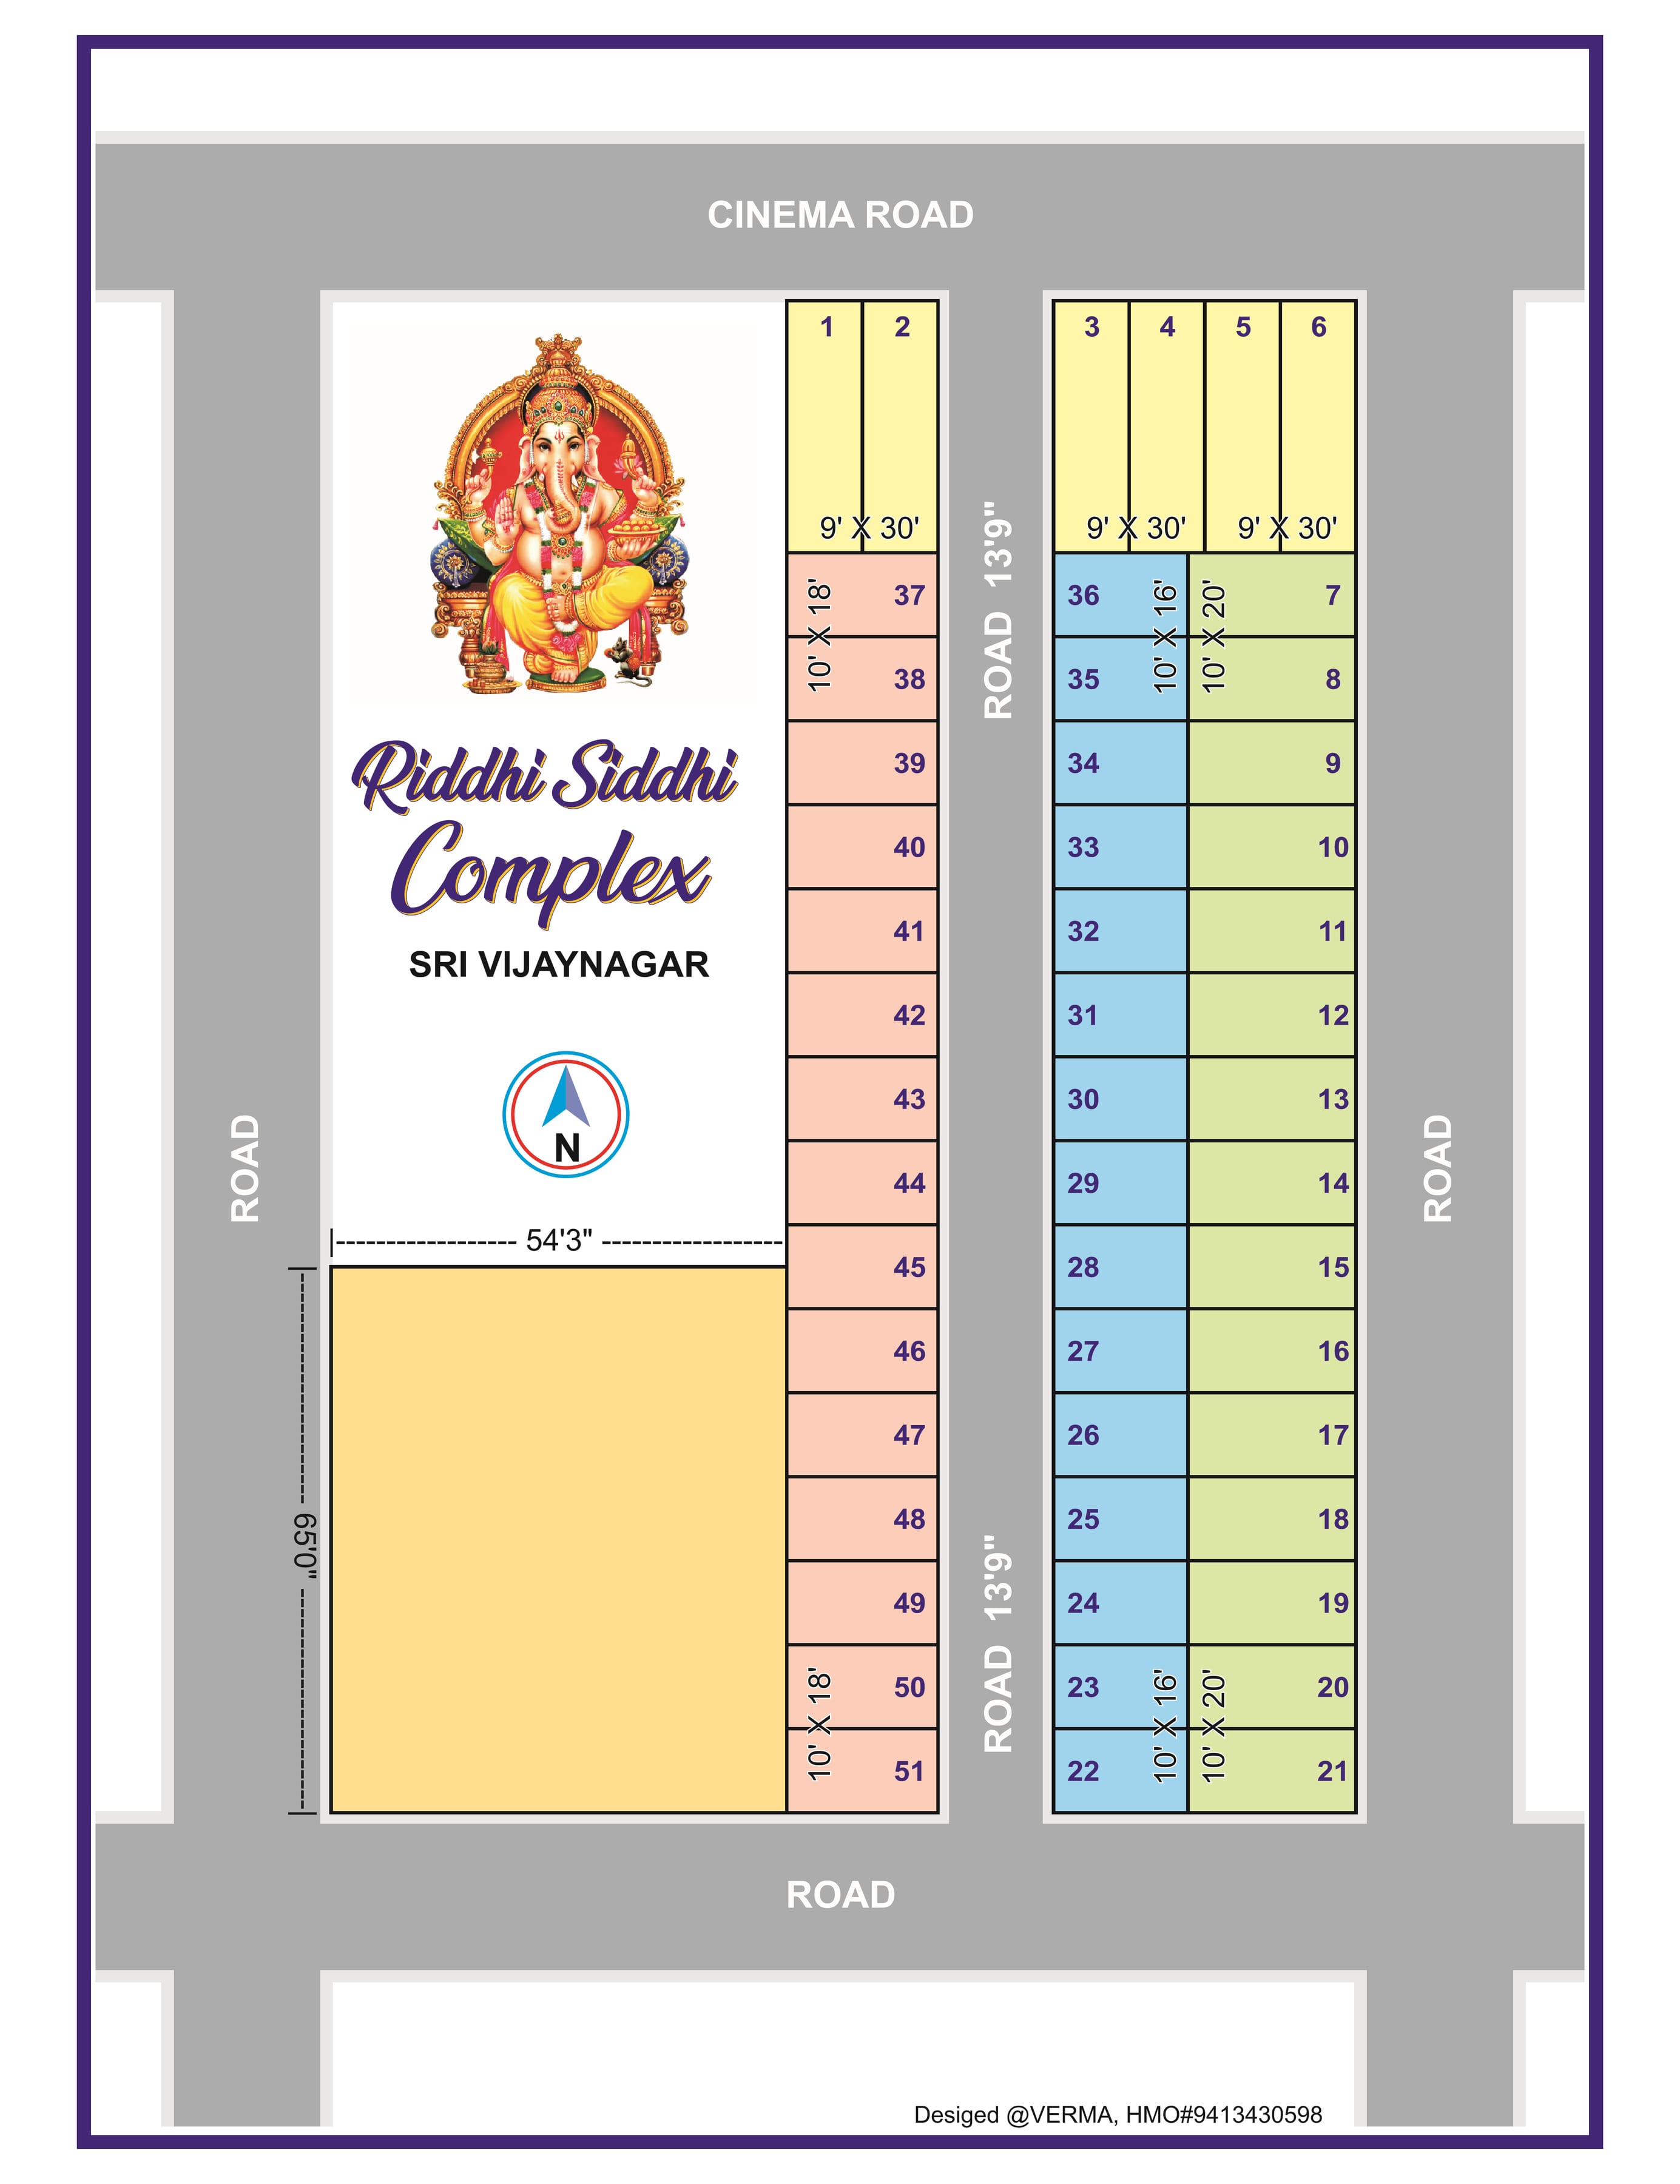 CINEMA ROAD
1 2
3 4 5 6
9' X 30'
9' X 30' 9' X 30'
Riddhi Siddhi
Complex
SRI VIJAYNAGAR
N
54'3"
65'0"
10' X 18'
37
38
39
40
41
42
43
44
45
46
47
48
49
50
51
10' X 18'
ROAD 13'9"
ROAD 13'9"
36
35
34
33
32
31
30
29
28
27
26
25
24
23
22
10' X 16'
10' X 16'
10' X 20'
10' X 20'
7
8
9
10
11
12
13
14
15
16
17
18
19
20
21
ROAD
ROAD
ROAD
Desiged @VERMA, HMO#9413430598